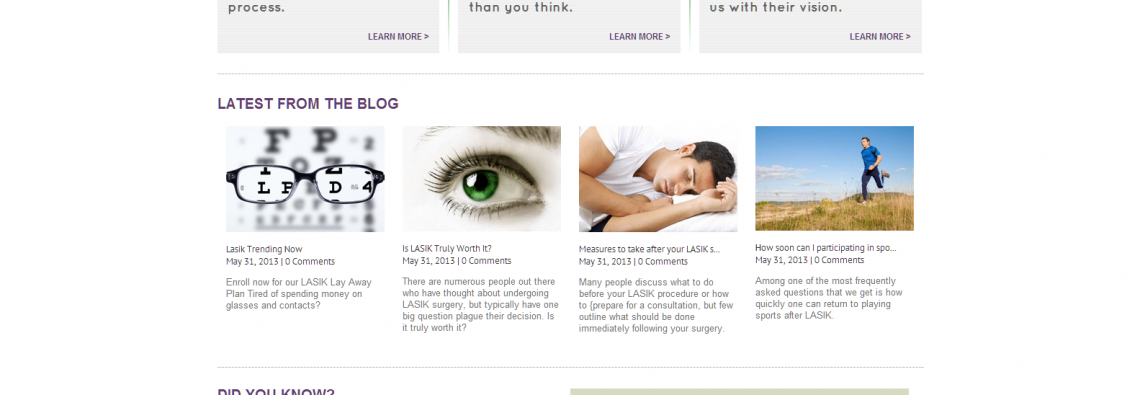 process.
than you think.
us with their vision.
LEARN MORE >
LEARN MORE >
LEARN MORE >
LATEST FROM THE BLOG
F P
T O Z
L P D 4
Lasik Trending Now
May 31, 2013 | 0 Comments
Enroll now for our LASIK Lay Away
Plan Tired of spending money on
glasses and contacts?
Is LASIK Truly Worth It?
May 31, 2013 | 0 Comments
There are numerous people out there
who have thought about undergoing
LASIK surgery, but typically have one
big question plague their decision. Is
it truly worth it?
Measures to take after your LASIK s...
May 31, 2013 | 0 Comments
Many people discuss what to do
before your LASIK procedure or how
to {prepare for a consultation, but few
outline what should be done
immediately following your surgery.
How soon can I participating in spo...
May 31, 2013 | 0 Comments
Among one of the most frequently
asked questions that we get is how
quickly one can return to playing
sports after LASIK.
DID YOU KNOW?